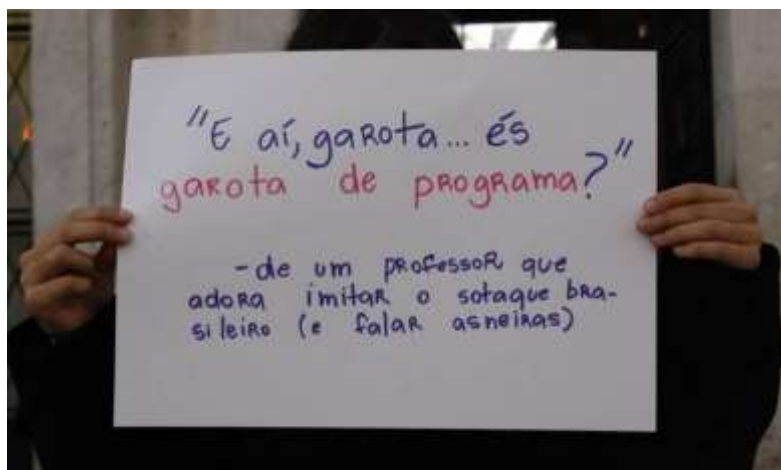 "E aí, garota... és
garota de programa?"
- de um professor que
adora imitar o sotaque bra-
sileiro (e falar asneiras)